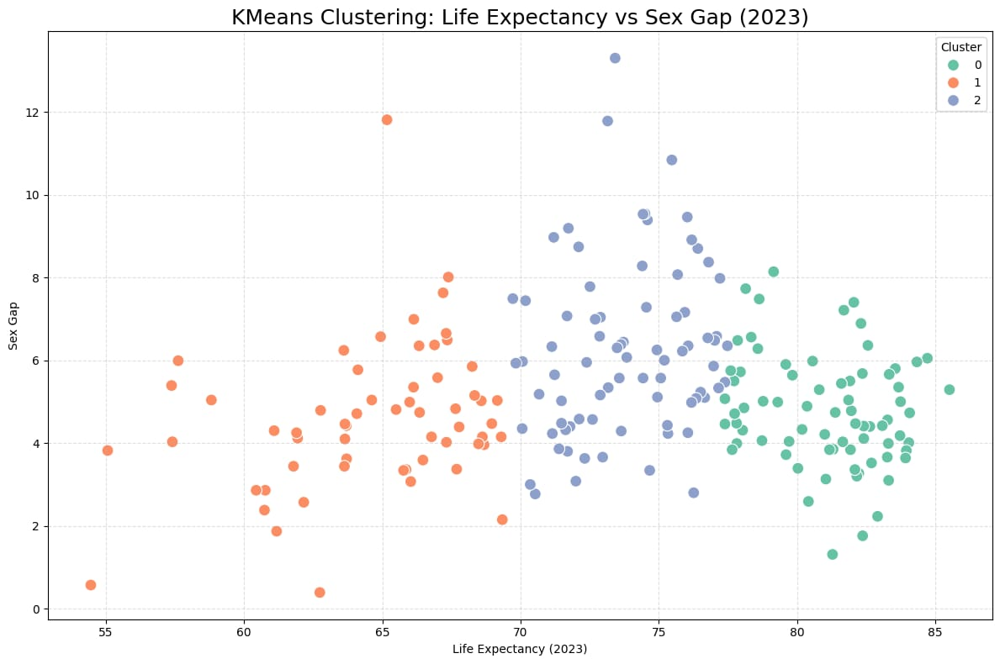 KMeans Clustering: Life Expectancy vs Sex Gap (2023)
Cluster
0
1
2
12
10
8
6
4
2
0
Sex Gap
55 60 65 70 75 80 85
Life Expectancy (2023)